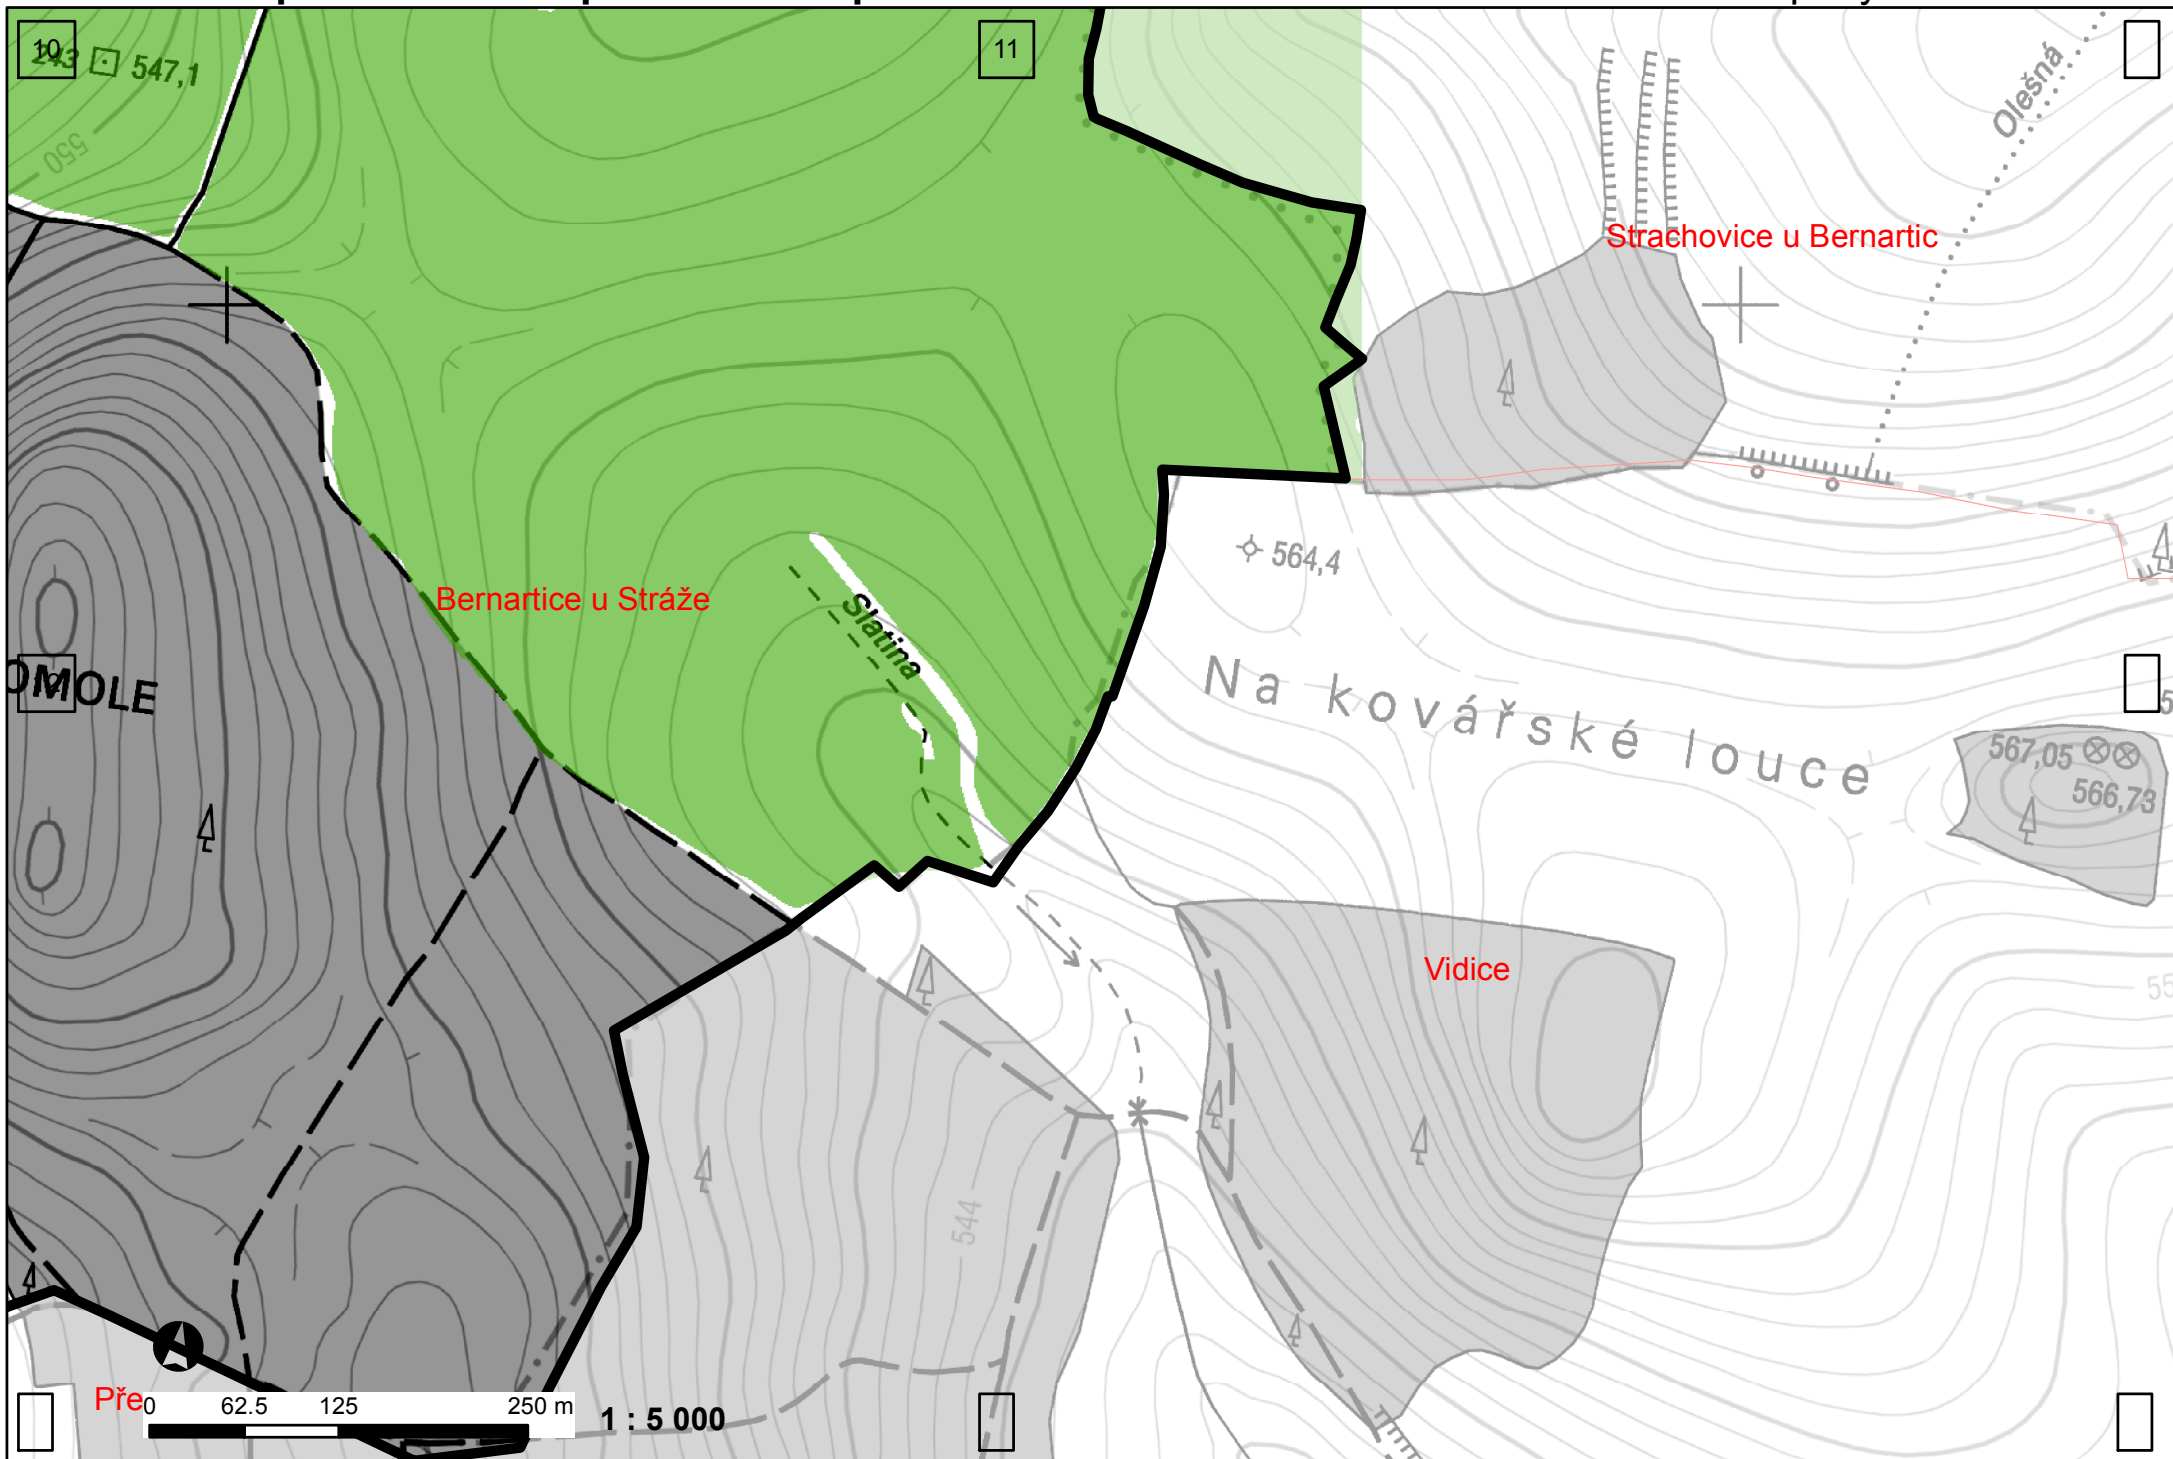 10
243 547,1
11
550
Olešná
Strachovice u Bernartic
564,4
Bernartice u Stráže
Slatina
OMOLE
Na kovářské louce
567,05
566,73
Vidice
55
544
Pře
0 62.5 125 250 m
1 : 5 000